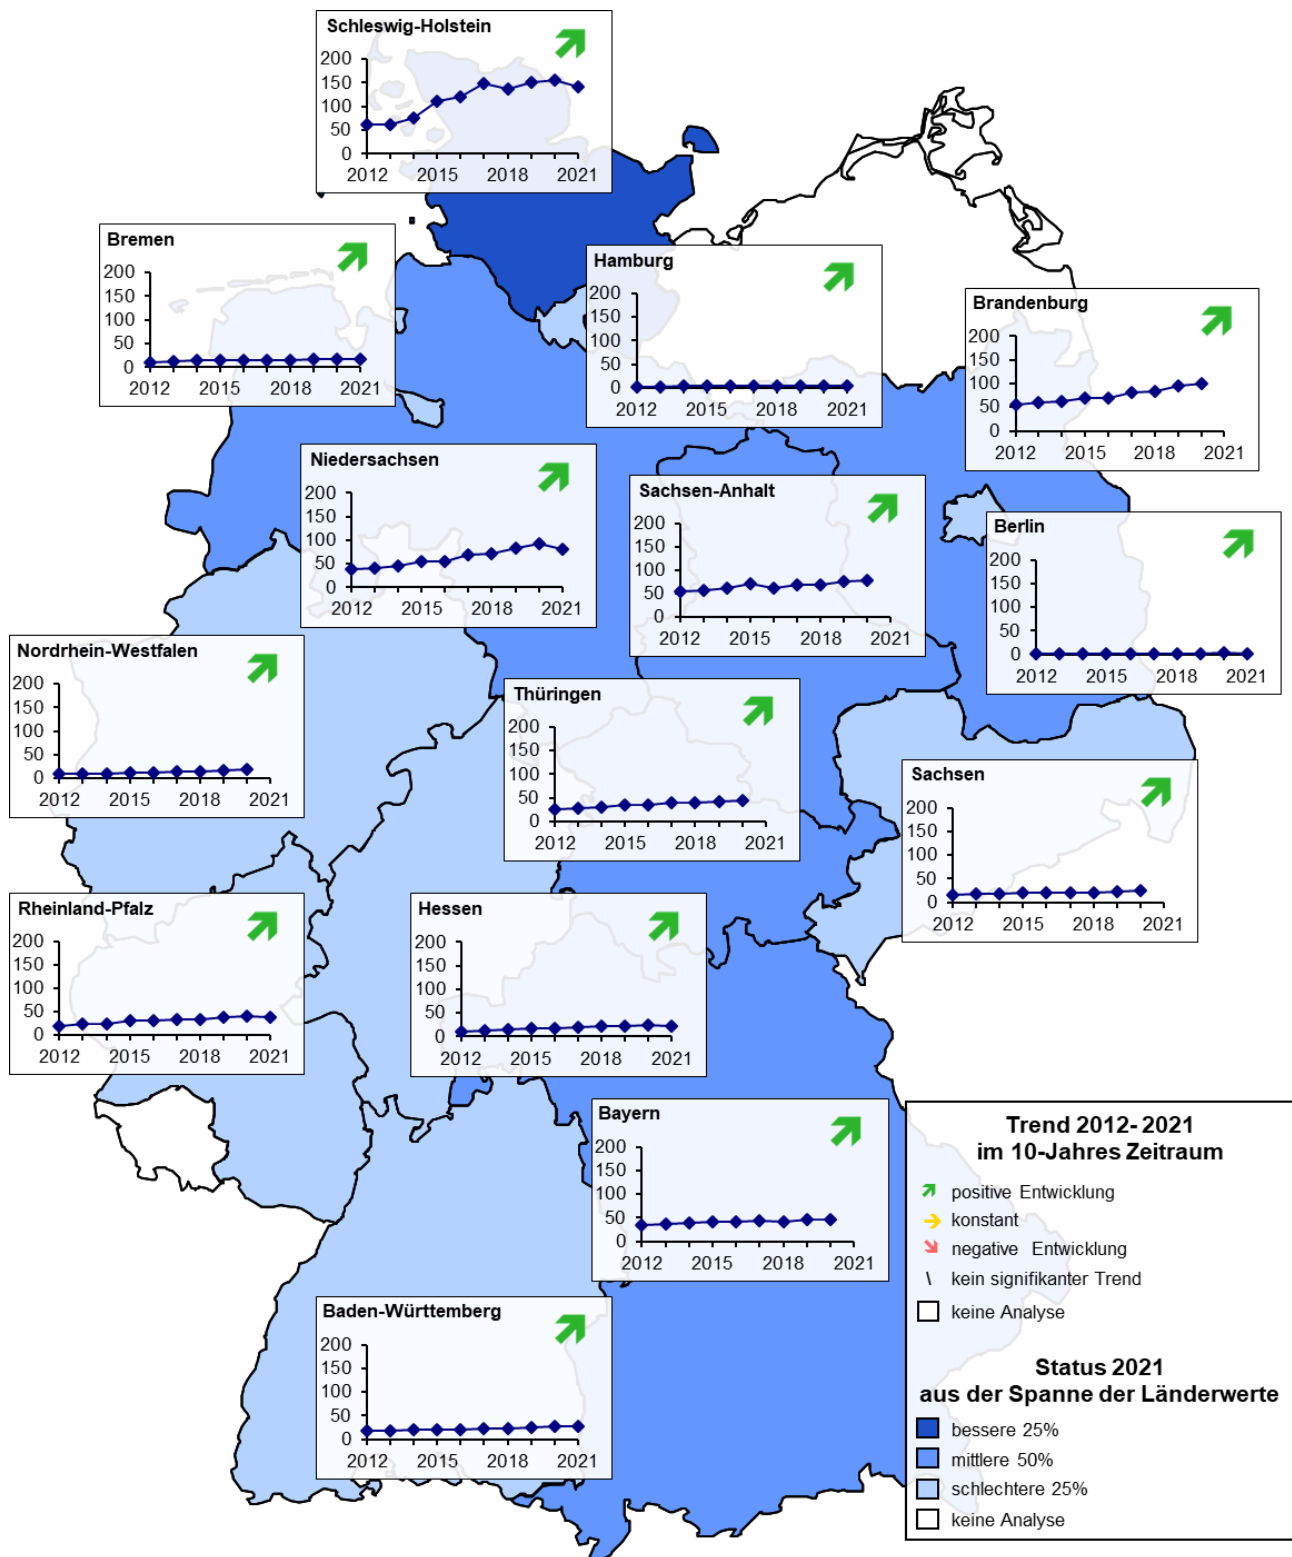 Schleswig-Holstein
200
150
100
50
0
2012 2015 2018 2021
Bremen
200
150
100
50
0
2012 2015 2018 2021
Hamburg
200
150
100
50
0
2012 2015 2018 2021
Brandenburg
200
150
100
50
0
2012 2015 2018 2021
Niedersachsen
200
150
100
50
0
2012 2015 2018 2021
Sachsen-Anhalt
200
150
100
50
0
2012 2015 2018 2021
Berlin
200
150
100
50
0
2012 2015 2018 2021
Nordrhein-Westfalen
200
150
100
50
0
2012 2015 2018 2021
Thüringen
200
150
100
50
0
2012 2015 2018 2021
Sachsen
200
150
100
50
0
2012 2015 2018 2021
Rheinland-Pfalz
200
150
100
50
0
2012 2015 2018 2021
Hessen
200
150
100
50
0
2012 2015 2018 2021
Bayern
200
150
100
50
0
2012 2015 2018 2021
Baden-Württemberg
200
150
100
50
0
2012 2015 2018 2021
Trend 2012- 2021
im 10-Jahres Zeitraum
positive Entwicklung
konstant
negative Entwicklung
\ kein signifikanter Trend
keine Analyse
Status 2021
aus der Spanne der Länderwerte
bessere 25%
mittlere 50%
schlechtere 25%
keine Analyse